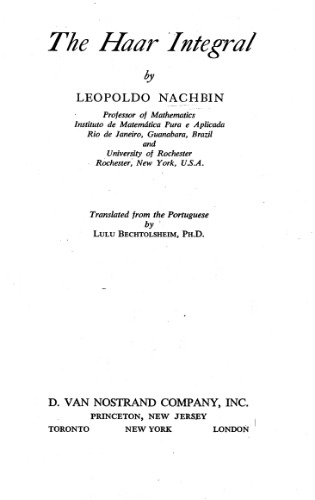 The Haar Integral
by
LEOPOLDO NACHBIN
Professor of Mathematics
Instituto de Matemática Pura e Aplicada
Rio de Janeiro, Guanabara, Brazil
and
University of Rochester
Rochester, New York, U.S.A.
Translated from the Portuguese
by
LULU BECHTOLSHEIM, PH.D.
D. VAN NOSTRAND COMPANY, INC.
PRINCETON, NEW JERSEY
TORONTO NEW YORK LONDON